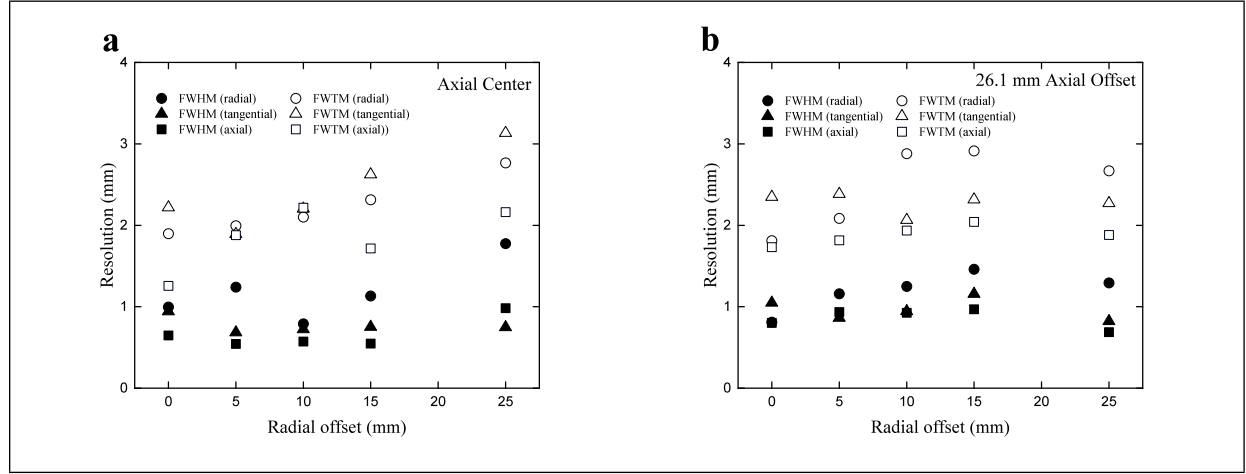 a
4
3
2
1
0
Resolution (mm)
Axial Center
FWHM (radial) FWTM (radial)
FWHM (tangential) FWTM (tangential)
FWHM (axial) FWTM (axial))
0 5 10 15 20 25
Radial offset (mm)
b
4
3
2
1
0
Resolution (mm)
26.1 mm Axial Offset
FWHM (radial) FWTM (radial)
FWHM (tangential) FWTM (tangential)
FWHM (axial) FWTM (axial)
0 5 10 15 20 25
Radial offset (mm)